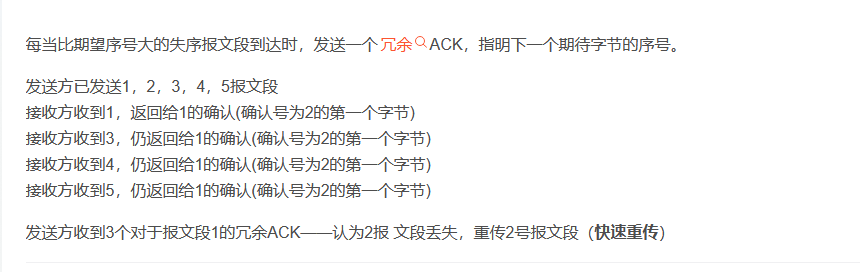 每当比期望序号大的失序报文段到达时，发送一个 冗余 ACK，指明下一个期待字节的序号。
发送方已发送1，2，3，4，5报文段
接收方收到1，返回给1的确认(确认号为2的第一个字节)
接收方收到3，仍返回给1的确认(确认号为2的第一个字节)
接收方收到4，仍返回给1的确认(确认号为2的第一个字节)
接收方收到5，仍返回给1的确认(确认号为2的第一个字节)
发送方收到3个对于报文段1的冗余ACK——认为2报 文段丢失，重传2号报文段（快速重传）